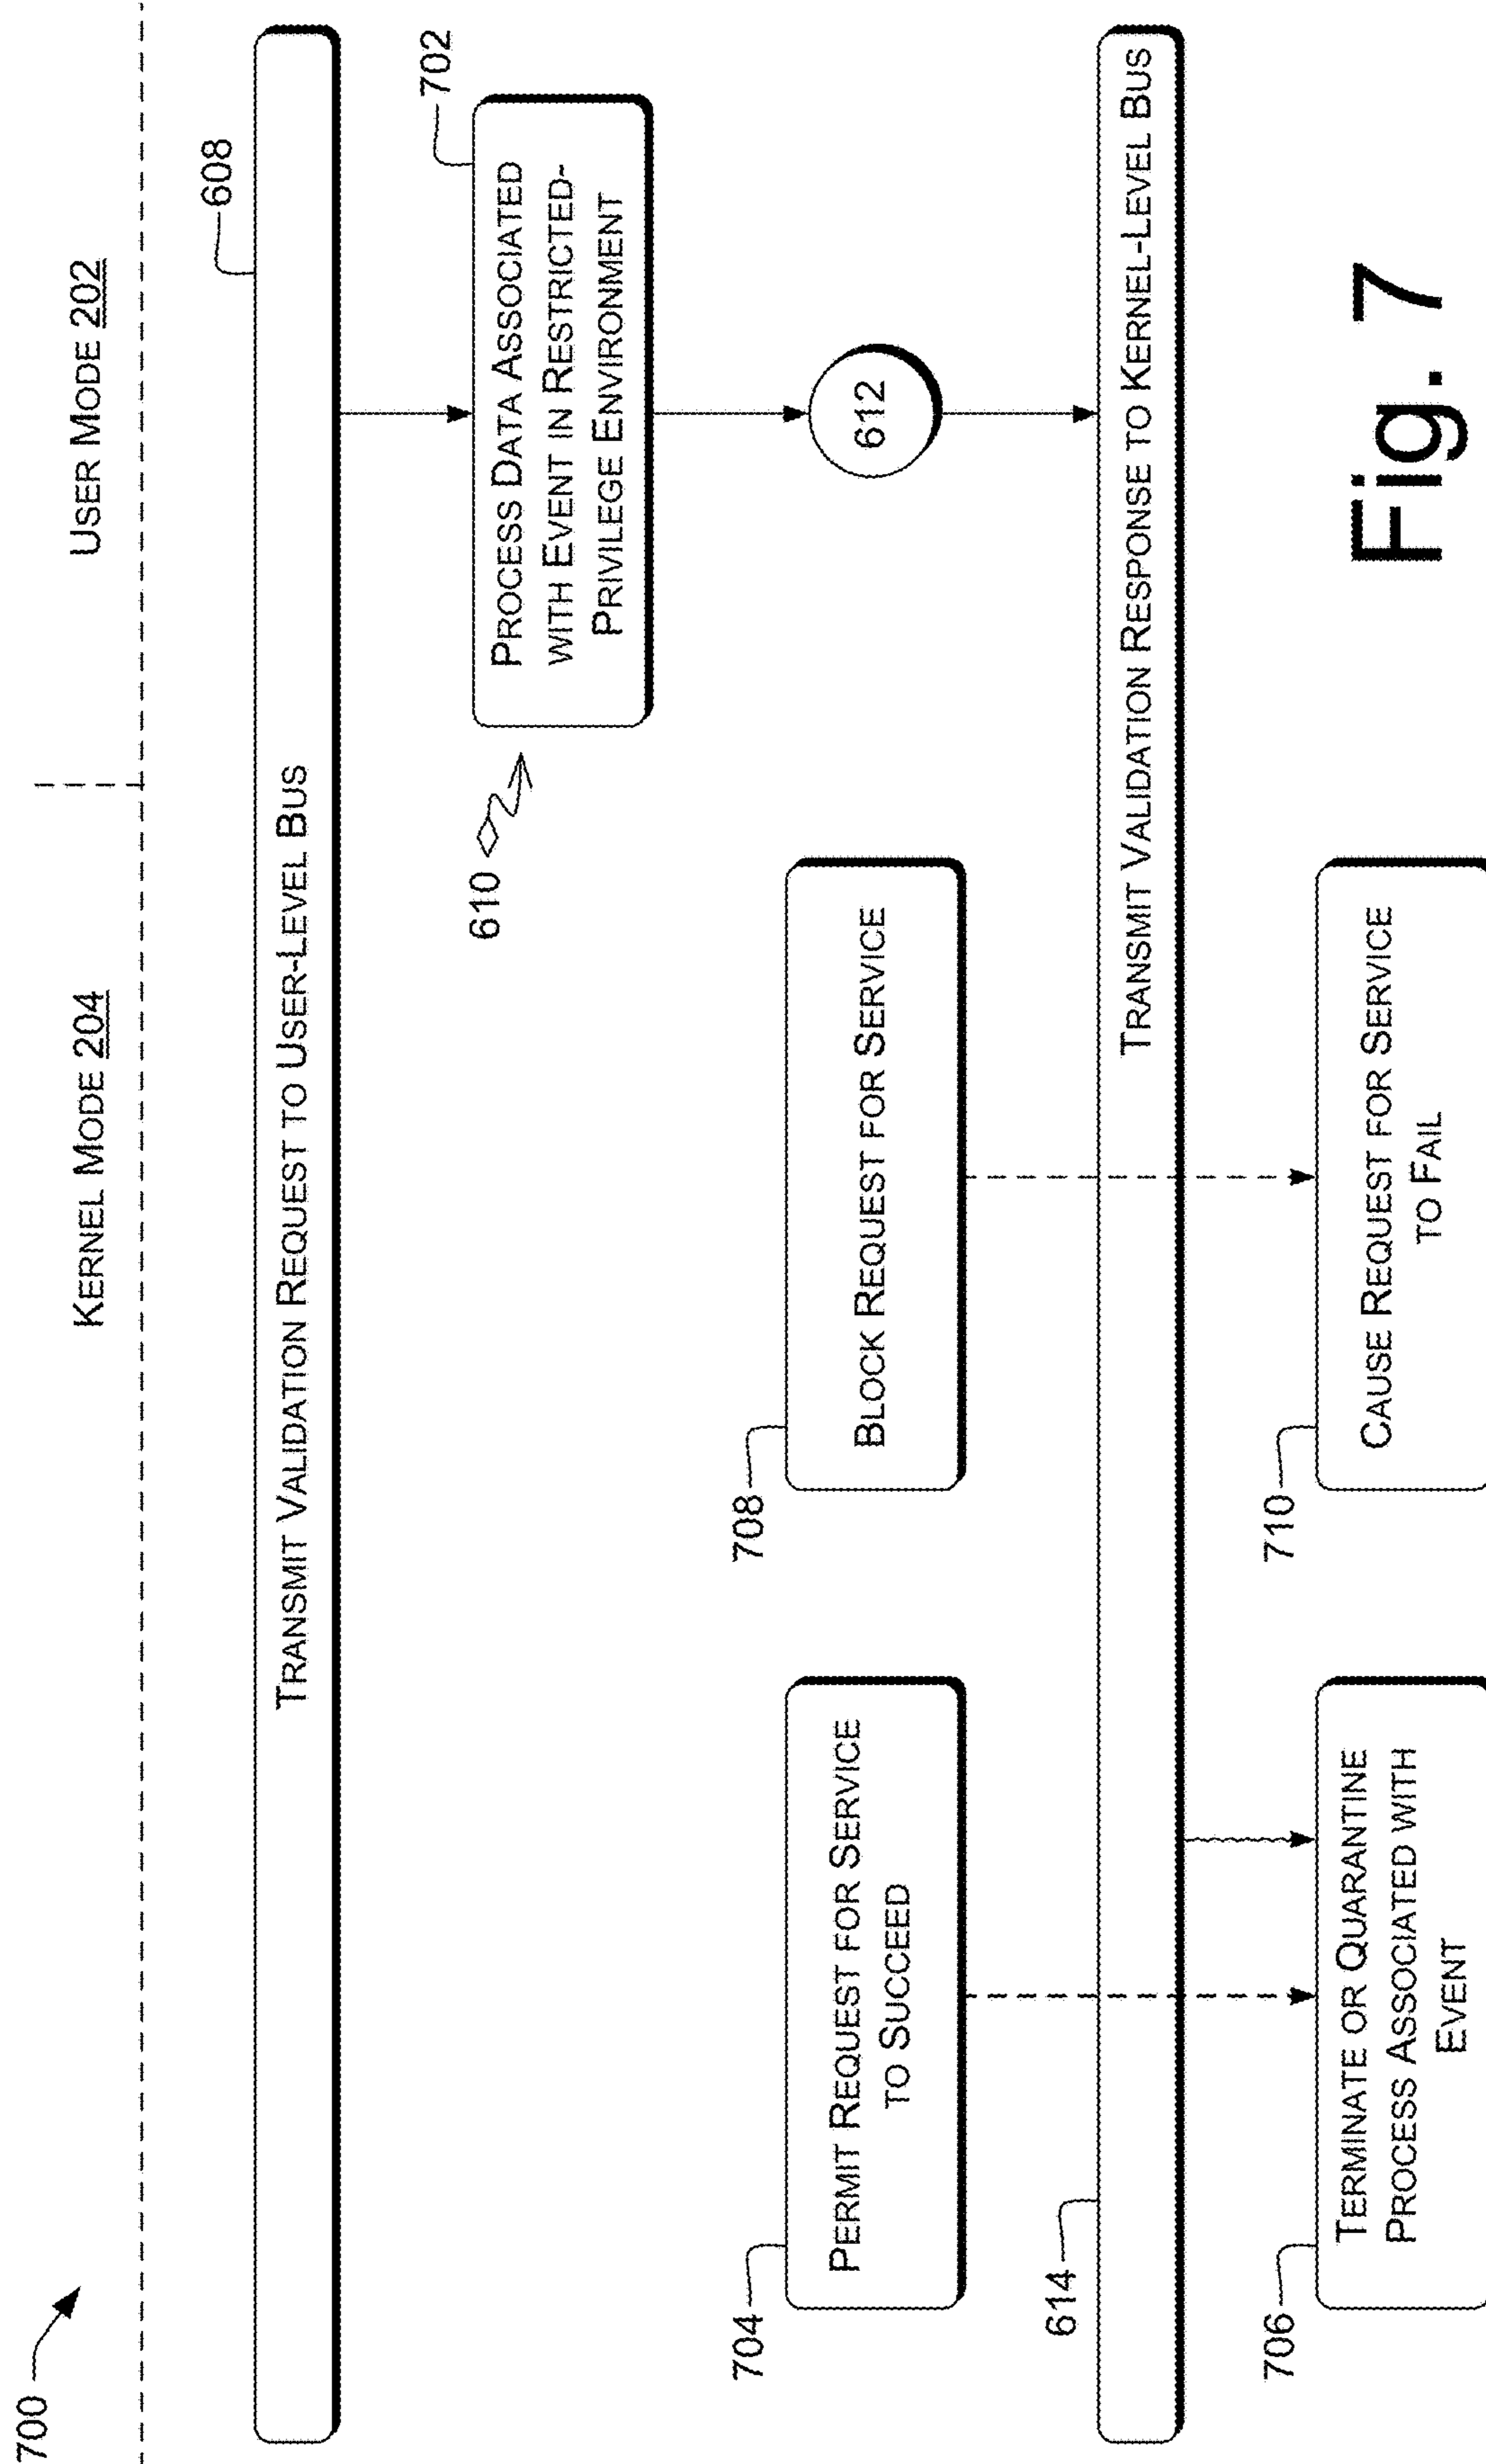 700
KERNEL MODE 204
USER MODE 202
608
TRANSMIT VALIDATION REQUEST TO USER-LEVEL BUS
702
610
PROCESS DATA ASSOCIATED
WITH EVENT IN RESTRICTED-
PRIVILEGE ENVIRONMENT
704
PERMIT REQUEST FOR SERVICE
TO SUCCEED
708
BLOCK REQUEST FOR SERVICE
612
614
TRANSMIT VALIDATION RESPONSE TO KERNEL-LEVEL BUS
706
TERMINATE OR QUARANTINE
PROCESS ASSOCIATED WITH
EVENT
710
CAUSE REQUEST FOR SERVICE
TO FAIL
Fig. 7